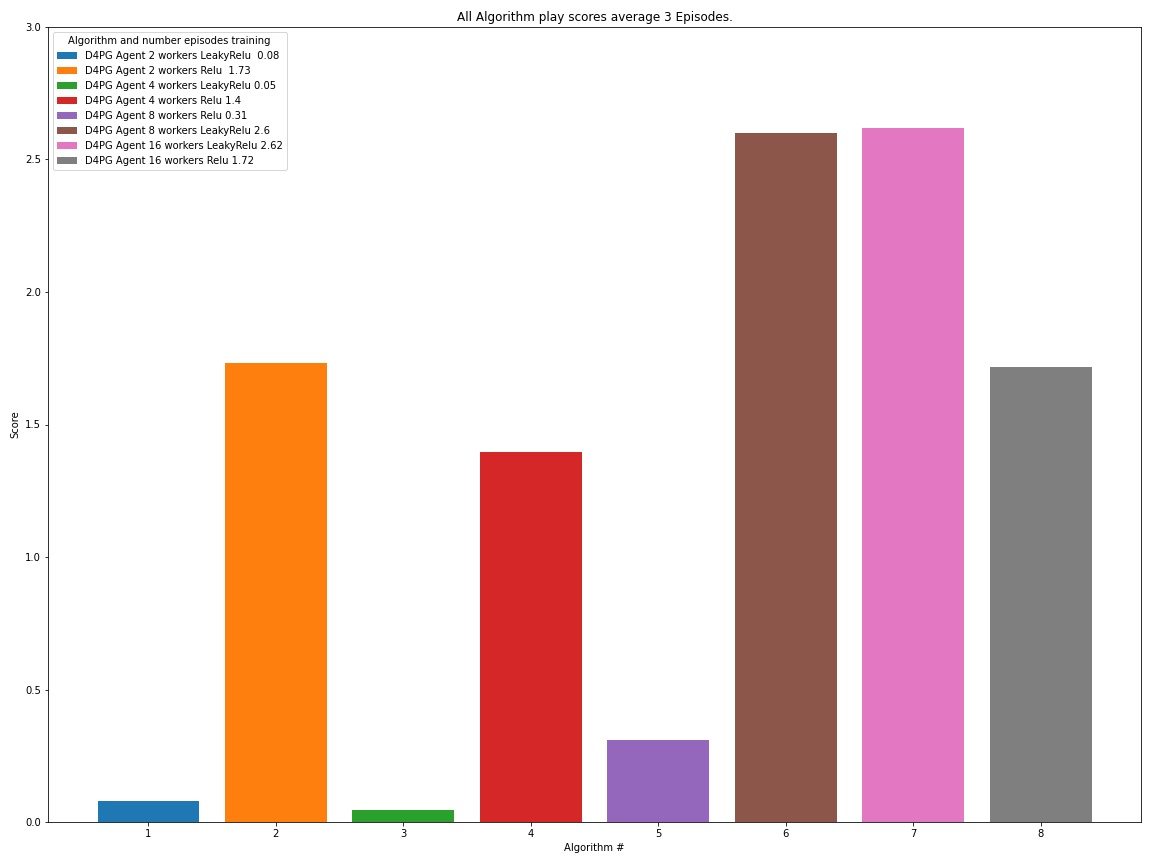 All Algorithm play scores average 3 Episodes.
3.0
Algorithm and number episodes training
D4PG Agent 2 workers LeakyRelu  0.08
D4PG Agent 2 workers Relu  1.73
D4PG Agent 4 workers LeakyRelu 0.05
D4PG Agent 4 workers Relu 1.4
D4PG Agent 8 workers Relu 0.31
D4PG Agent 8 workers LeakyRelu 2.6
D4PG Agent 16 workers LeakyRelu 2.62
D4PG Agent 16 workers Relu 1.72
2.5
2.0
1.5
Score
1.0
0.5
0.0
1 2 3 4 5 6 7 8
Algorithm #